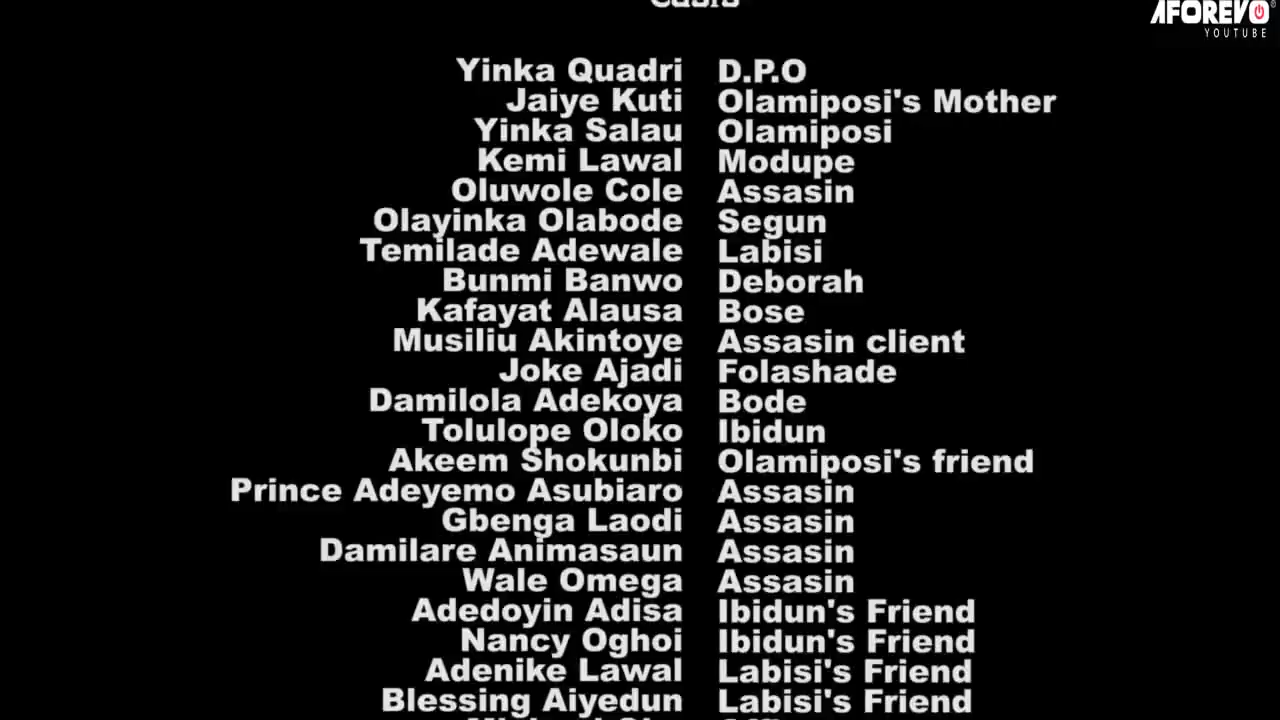 AFOREVO
YOUTUBE
Yinka Quadri D.P.O
Jaiye Kuti Olamiposi's Mother
Yinka Salau Olamiposi
Kemi Lawal Modupe
Oluwole Cole Assasin
Olayinka Olabode Segun
Temilade Adewale Labisi
Bunmi Banwo Deborah
Kafayat Alausa Bose
Musiliu Akintoye Assasin client
Joke Ajadi Folashade
Damilola Adekoya Bode
Tolulope Oloko Ibidun
Akeem Shokunbi Olamiposi's friend
Prince Adeyemo Asubiaro Assasin
Gbenga Laodi Assasin
Damilare Animasaun Assasin
Wale Omega Assasin
Adedoyin Adisa Ibidun's Friend
Nancy Oghoi Ibidun's Friend
Adenike Lawal Labisi's Friend
Blessing Aiyedun Labisi's Friend